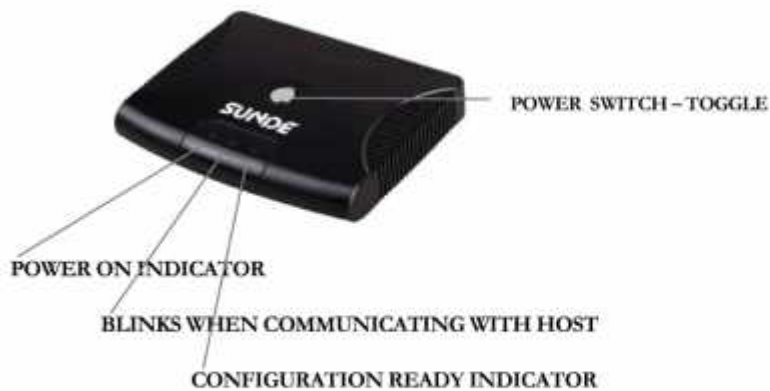 POWER SWITCH – TOGGLE
SUNDE
POWER ON INDICATOR
BLINKS WHEN COMMUNICATING WITH HOST
CONFIGURATION READY INDICATOR